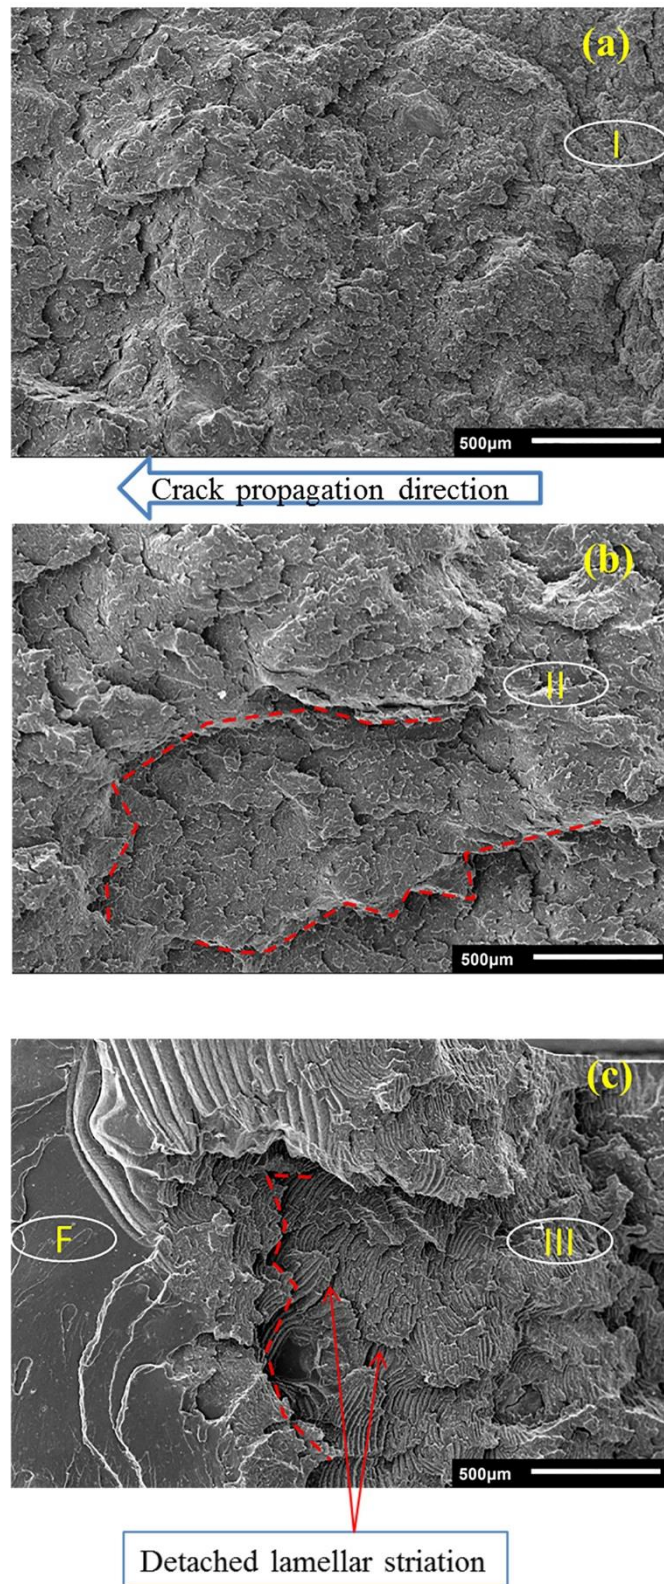 (a)
I
500μm
Crack propagation direction
(b)
II
500μm
(c)
F
III
500μm
Detached lamellar striation